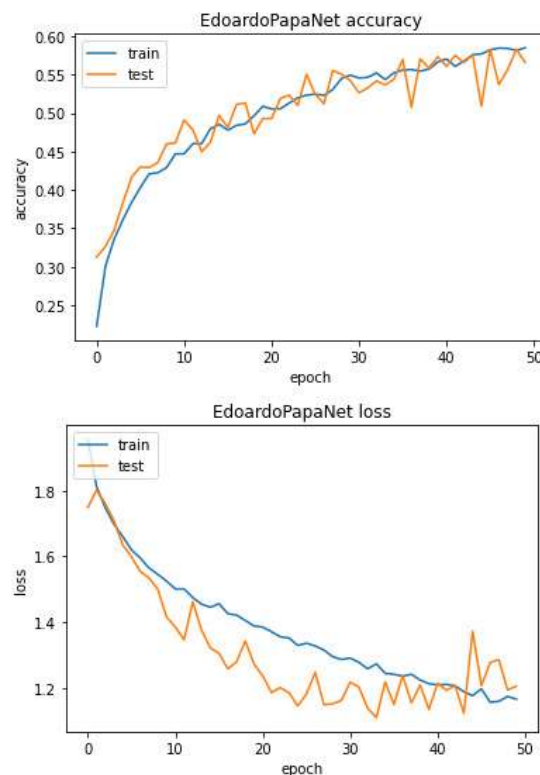 EdoardoPapaNet accuracy
0.60
train
test
0.55
0.50
0.45
accuracy
0.40
0.35
0.30
0.25
0 10 20 30 40 50
epoch
EdoardoPapaNet loss
train
test
1.8
1.6
loss
1.4
1.2
0 10 20 30 40 50
epoch